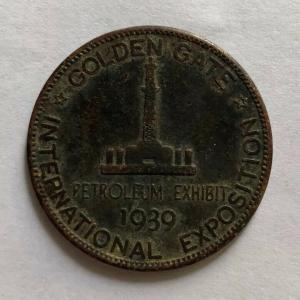 GOLDEN GATE
INTERNATIONAL EXPOSITION
PETROLEUM EXHIBIT
1939